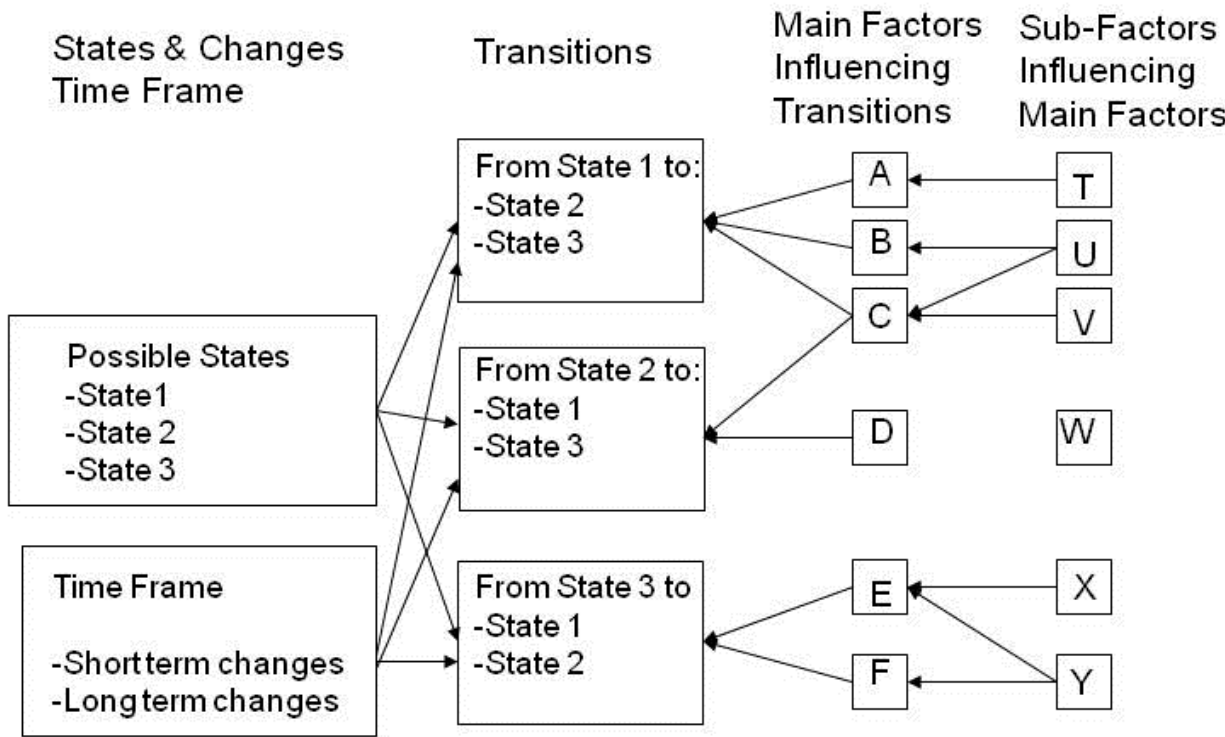 States & Changes
Time Frame
Transitions
Main Factors
Influencing
Transitions
Sub-Factors
Influencing
Main Factors
Possible States
-State1
-State 2
-State 3
Time Frame
-Short term changes
-Long term changes
From State 1 to:
-State 2
-State 3
From State 2 to:
-State 1
-State 3
From State 3 to
-State 1
-State 2
A
B
C
D
E
F
T
U
V
W
X
Y